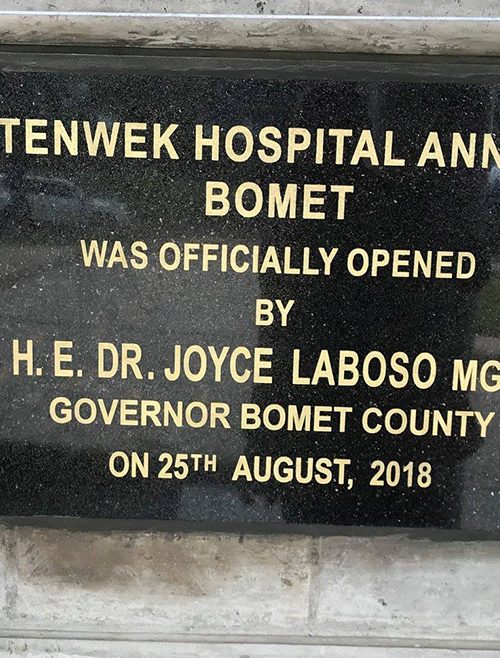 TENWEK HOSPITAL ANN
BOMET
WAS OFFICIALLY OPENED
BY
H. E. DR. JOYCE LABOSO MG
GOVERNOR BOMET COUNTY
ON 25TH AUGUST, 2018